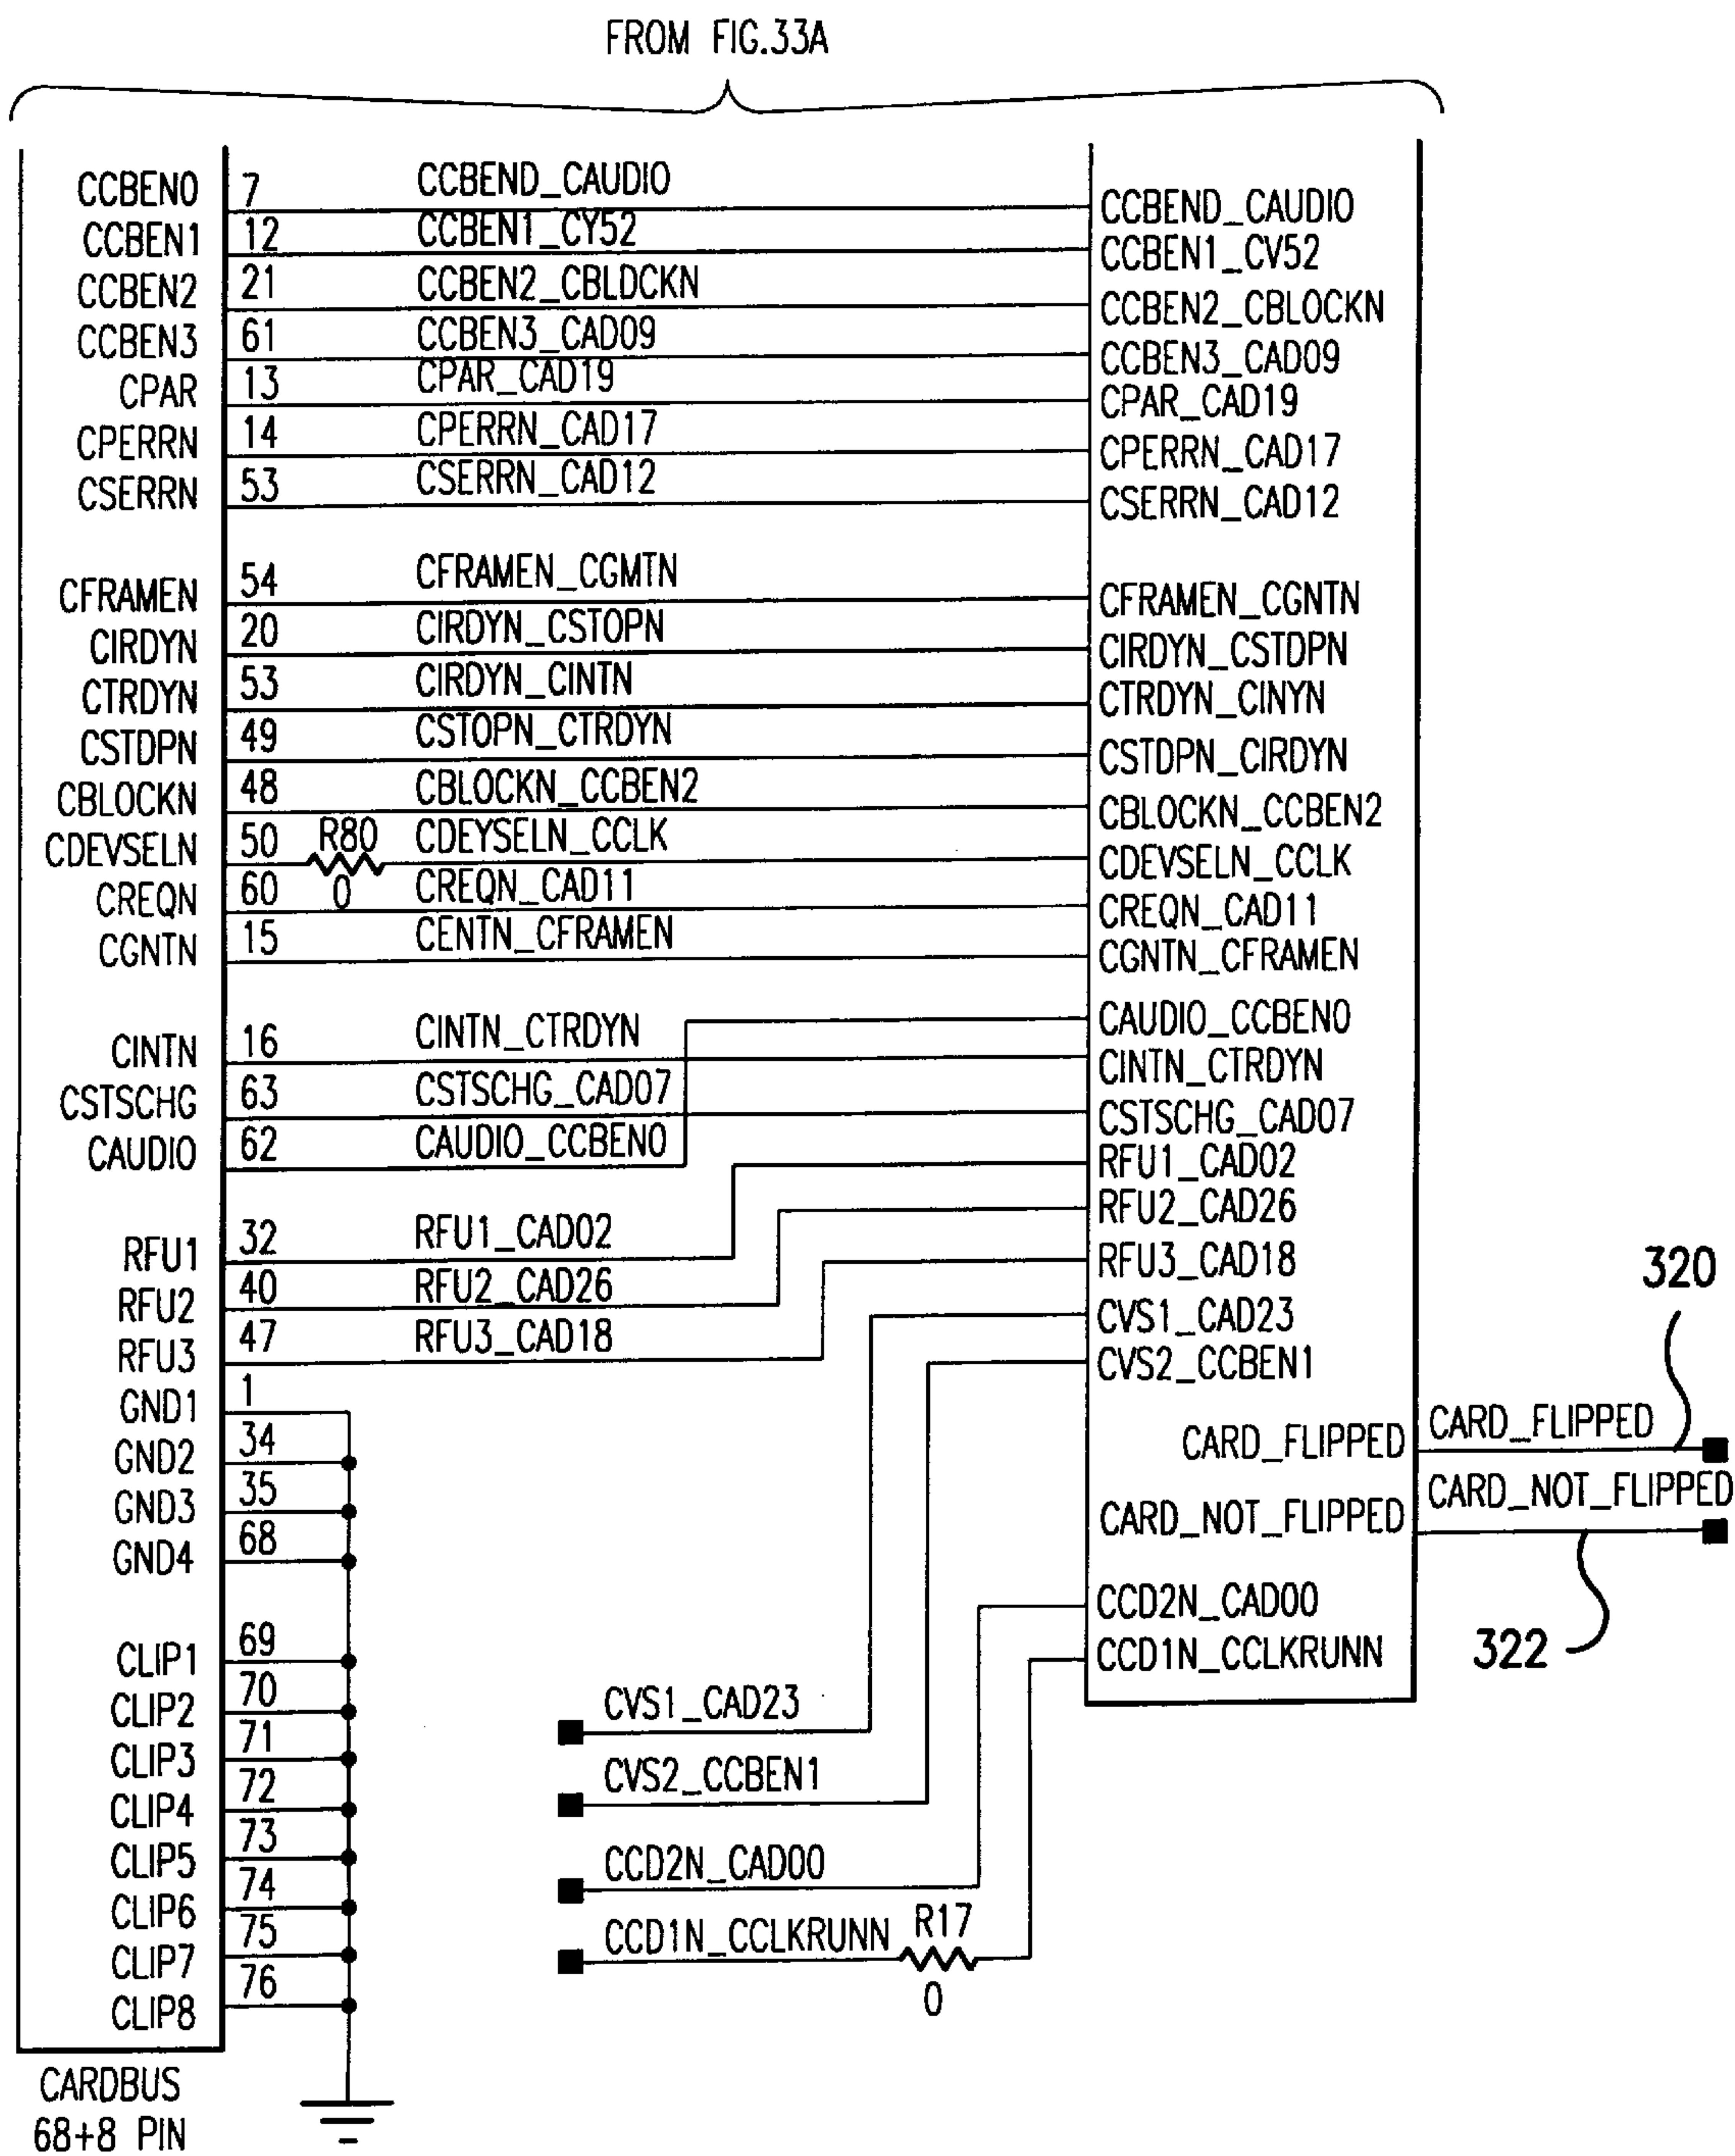 FROM FIG.33A
CCBEN0 7 CCBEND_CAUDIO CCBEND_CAUDIO
CCBEN1 12 CCBEN1_CY52 CCBEN1_CV52
CCBEN2 21 CCBEN2_CBLDCKN CCBEN2_CBLOCKN
CCBEN3 61 CCBEN3_CAD09 CCBEN3_CAD09
CPAR 13 CPAR_CAD19 CPAR_CAD19
CPERRN 14 CPERRN_CAD17 CPERRN_CAD17
CSERRN 53 CSERRN_CAD12 CSERRN_CAD12
CFRAMEN 54 CFRAMEN_CGMTN CFRAMEN_CGNTN
CIRDYN 20 CIRDYN_CSTOPN CIRDYN_CSTDPN
CTRDYN 53 CIRDYN_CINTN CTRDYN_CINYN
CSTDPN 49 CSTOPN_CTRDYN CSTDPN_CIRDYN
CBLOCKN 48 CBLOCKN_CCBEN2 CBLOCKN_CCBEN2
CDEVSELN 50 R80 CDEYSELN_CCLK CDEVSELN_CCLK
CREQN 60 0 CREQN_CAD11 CREQN_CAD11
CGNTN 15 CENTN_CFRAMEN CGNTN_CFRAMEN
CAUDIO_CCBEN0
CINTN 16 CINTN_CTRDYN CINTN_CTRDYN
CSTSCHG 63 CSTSCHG_CAD07 CSTSCHG_CAD07
CAUDIO 62 CAUDIO_CCBEN0 RFU1_CAD02
RFU2_CAD26
RFU1 32 RFU1_CAD02 RFU3_CAD18
320
RFU2 40 RFU2_CAD26 CVS1_CAD23
RFU3 47 RFU3_CAD18 CVS2_CCBEN1
GND1 1
GND2 34 CARD_FLIPPED CARD_FLIPPED
GND3 35 CARD_NOT_FLIPPED CARD_NOT_FLIPPED
GND4 68
CCD2N_CAD00
CLIP1 69 CCD1N_CCLKRUNN 322
CLIP2 70 CVS1_CAD23
CLIP3 71
CLIP4 72 CVS2_CCBEN1
CLIP5 73 CCD2N_CAD00
CLIP6 74
CLIP7 75 CCD1N_CCLKRUNN R17
CLIP8 76 0
CARDBUS
68+8 PIN